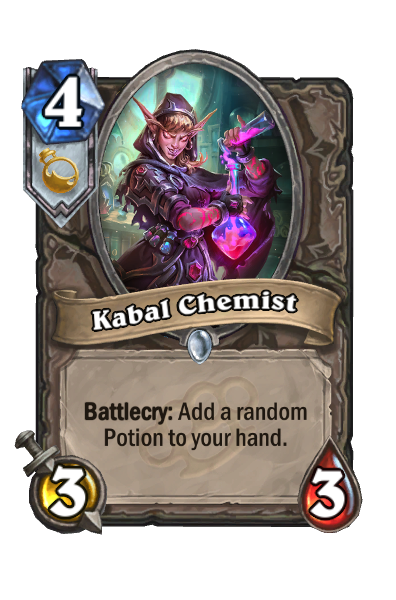 4
Kabal Chemist
Battlecry: Add a random
Potion to your hand.
3
3